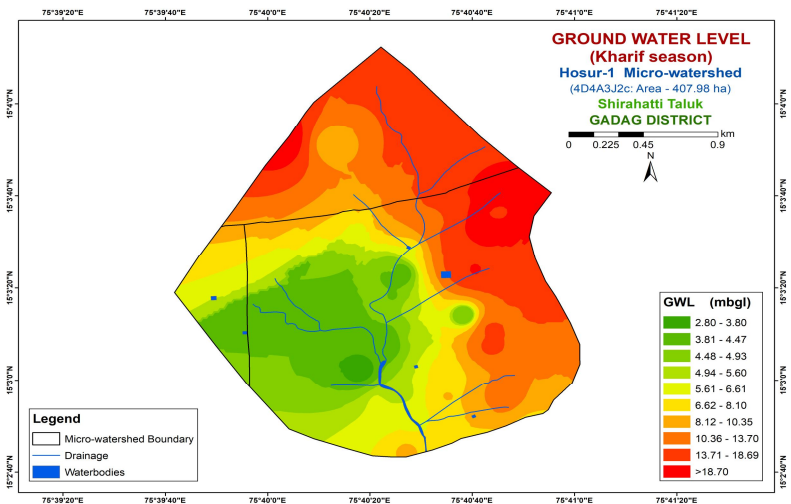 75°39'20"E 75°39'40"E 75°40'0"E 75°40'20"E 75°40'40"E 75°41'0"E 75°41'20"E
GROUND WATER LEVEL
(Kharif season)
Hosur-1 Micro-watershed
(4D4A3J2c: Area - 407.98 ha)
Shirahatti Taluk
GADAG DISTRICT
km
0 0.225 0.45 0.9
N
15°4'0"N 15°4'0"N
15°3'40"N 15°3'40"N
15°3'20"N 15°3'20"N
15°3'0"N 15°3'0"N
15°2'40"N 15°2'40"N
GWL (mbgl)
2.80 - 3.80
3.81 - 4.47
4.48 - 4.93
4.94 - 5.60
5.61 - 6.61
6.62 - 8.10
8.12 - 10.35
10.36 - 13.70
13.71 - 18.69
>18.70
Legend
Micro-watershed Boundary
Drainage
Waterbodies
75°39'20"E 75°39'40"E 75°40'0"E 75°40'20"E 75°40'40"E 75°41'0"E 75°41'20"E